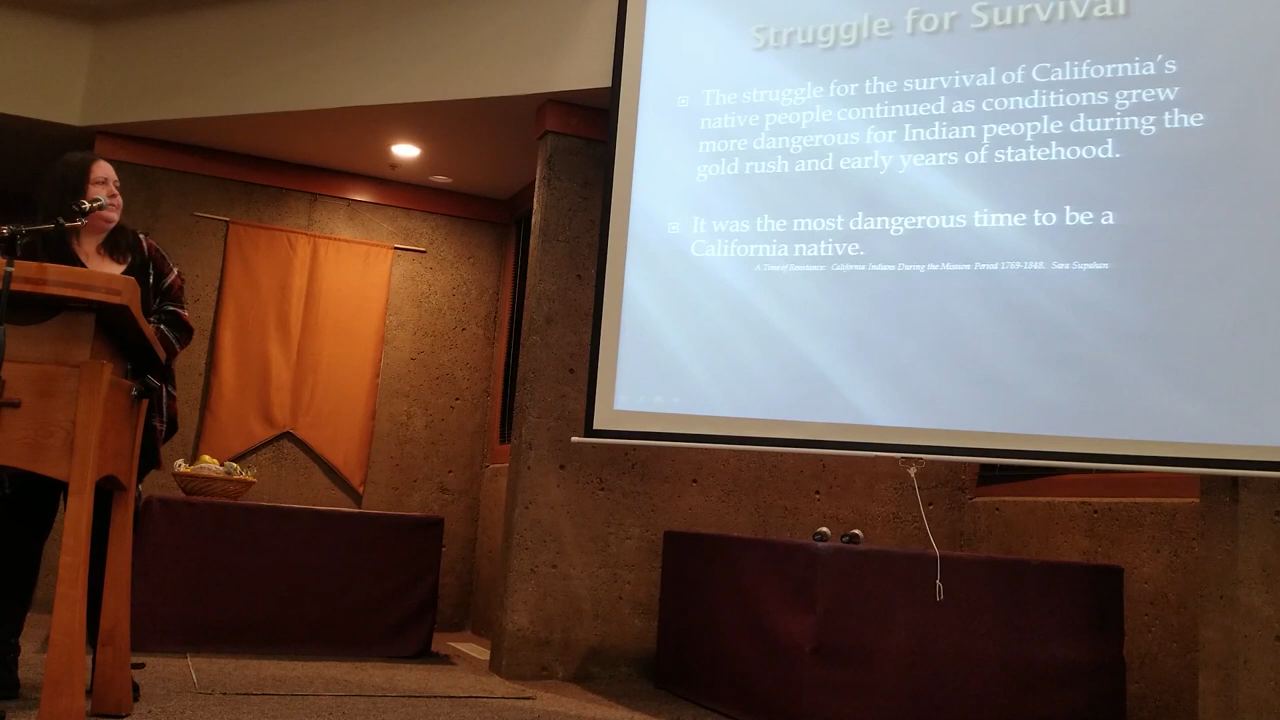 Struggle for Survival
The struggle for the survival of California's
native people continued as conditions grew
more dangerous for Indian people during the
gold rush and early years of statehood.
It was the most dangerous time to be a
California native.
A Time of Resistance: California Indians During the Mission Period 1769-1848. Sara Supahan